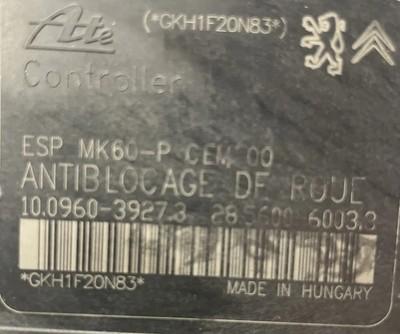 Ate (*GKH1F20N83*)
Controller
ESP MK60-P CEM 00
ANTIBLOCAGE DE ROUE
10.0960-3927.3 28.5600-6003.3
*GKH1F20N83* MADE IN HUNGARY